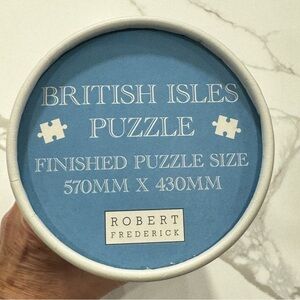 BRITISH ISLES
PUZZLE
FINISHED PUZZLE SIZE
570MM X 430MM
ROBERT
FREDERICK